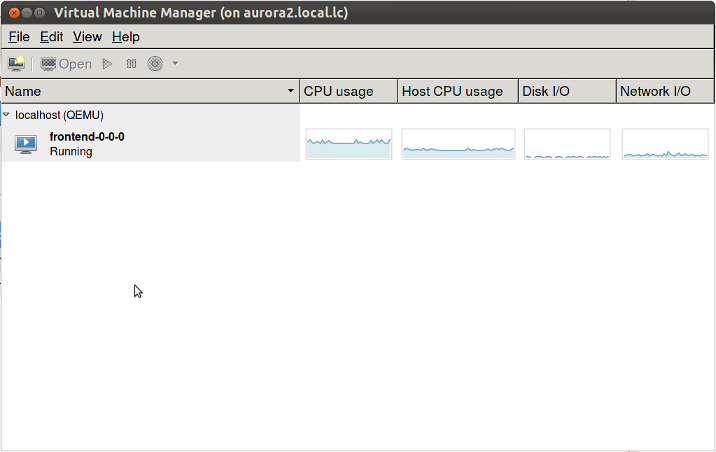 Virtual Machine Manager (on aurora2.local.lc)
File Edit View Help
Open
Name CPU usage Host CPU usage Disk I/O Network I/O
localhost (QEMU)
frontend-0-0-0
Running